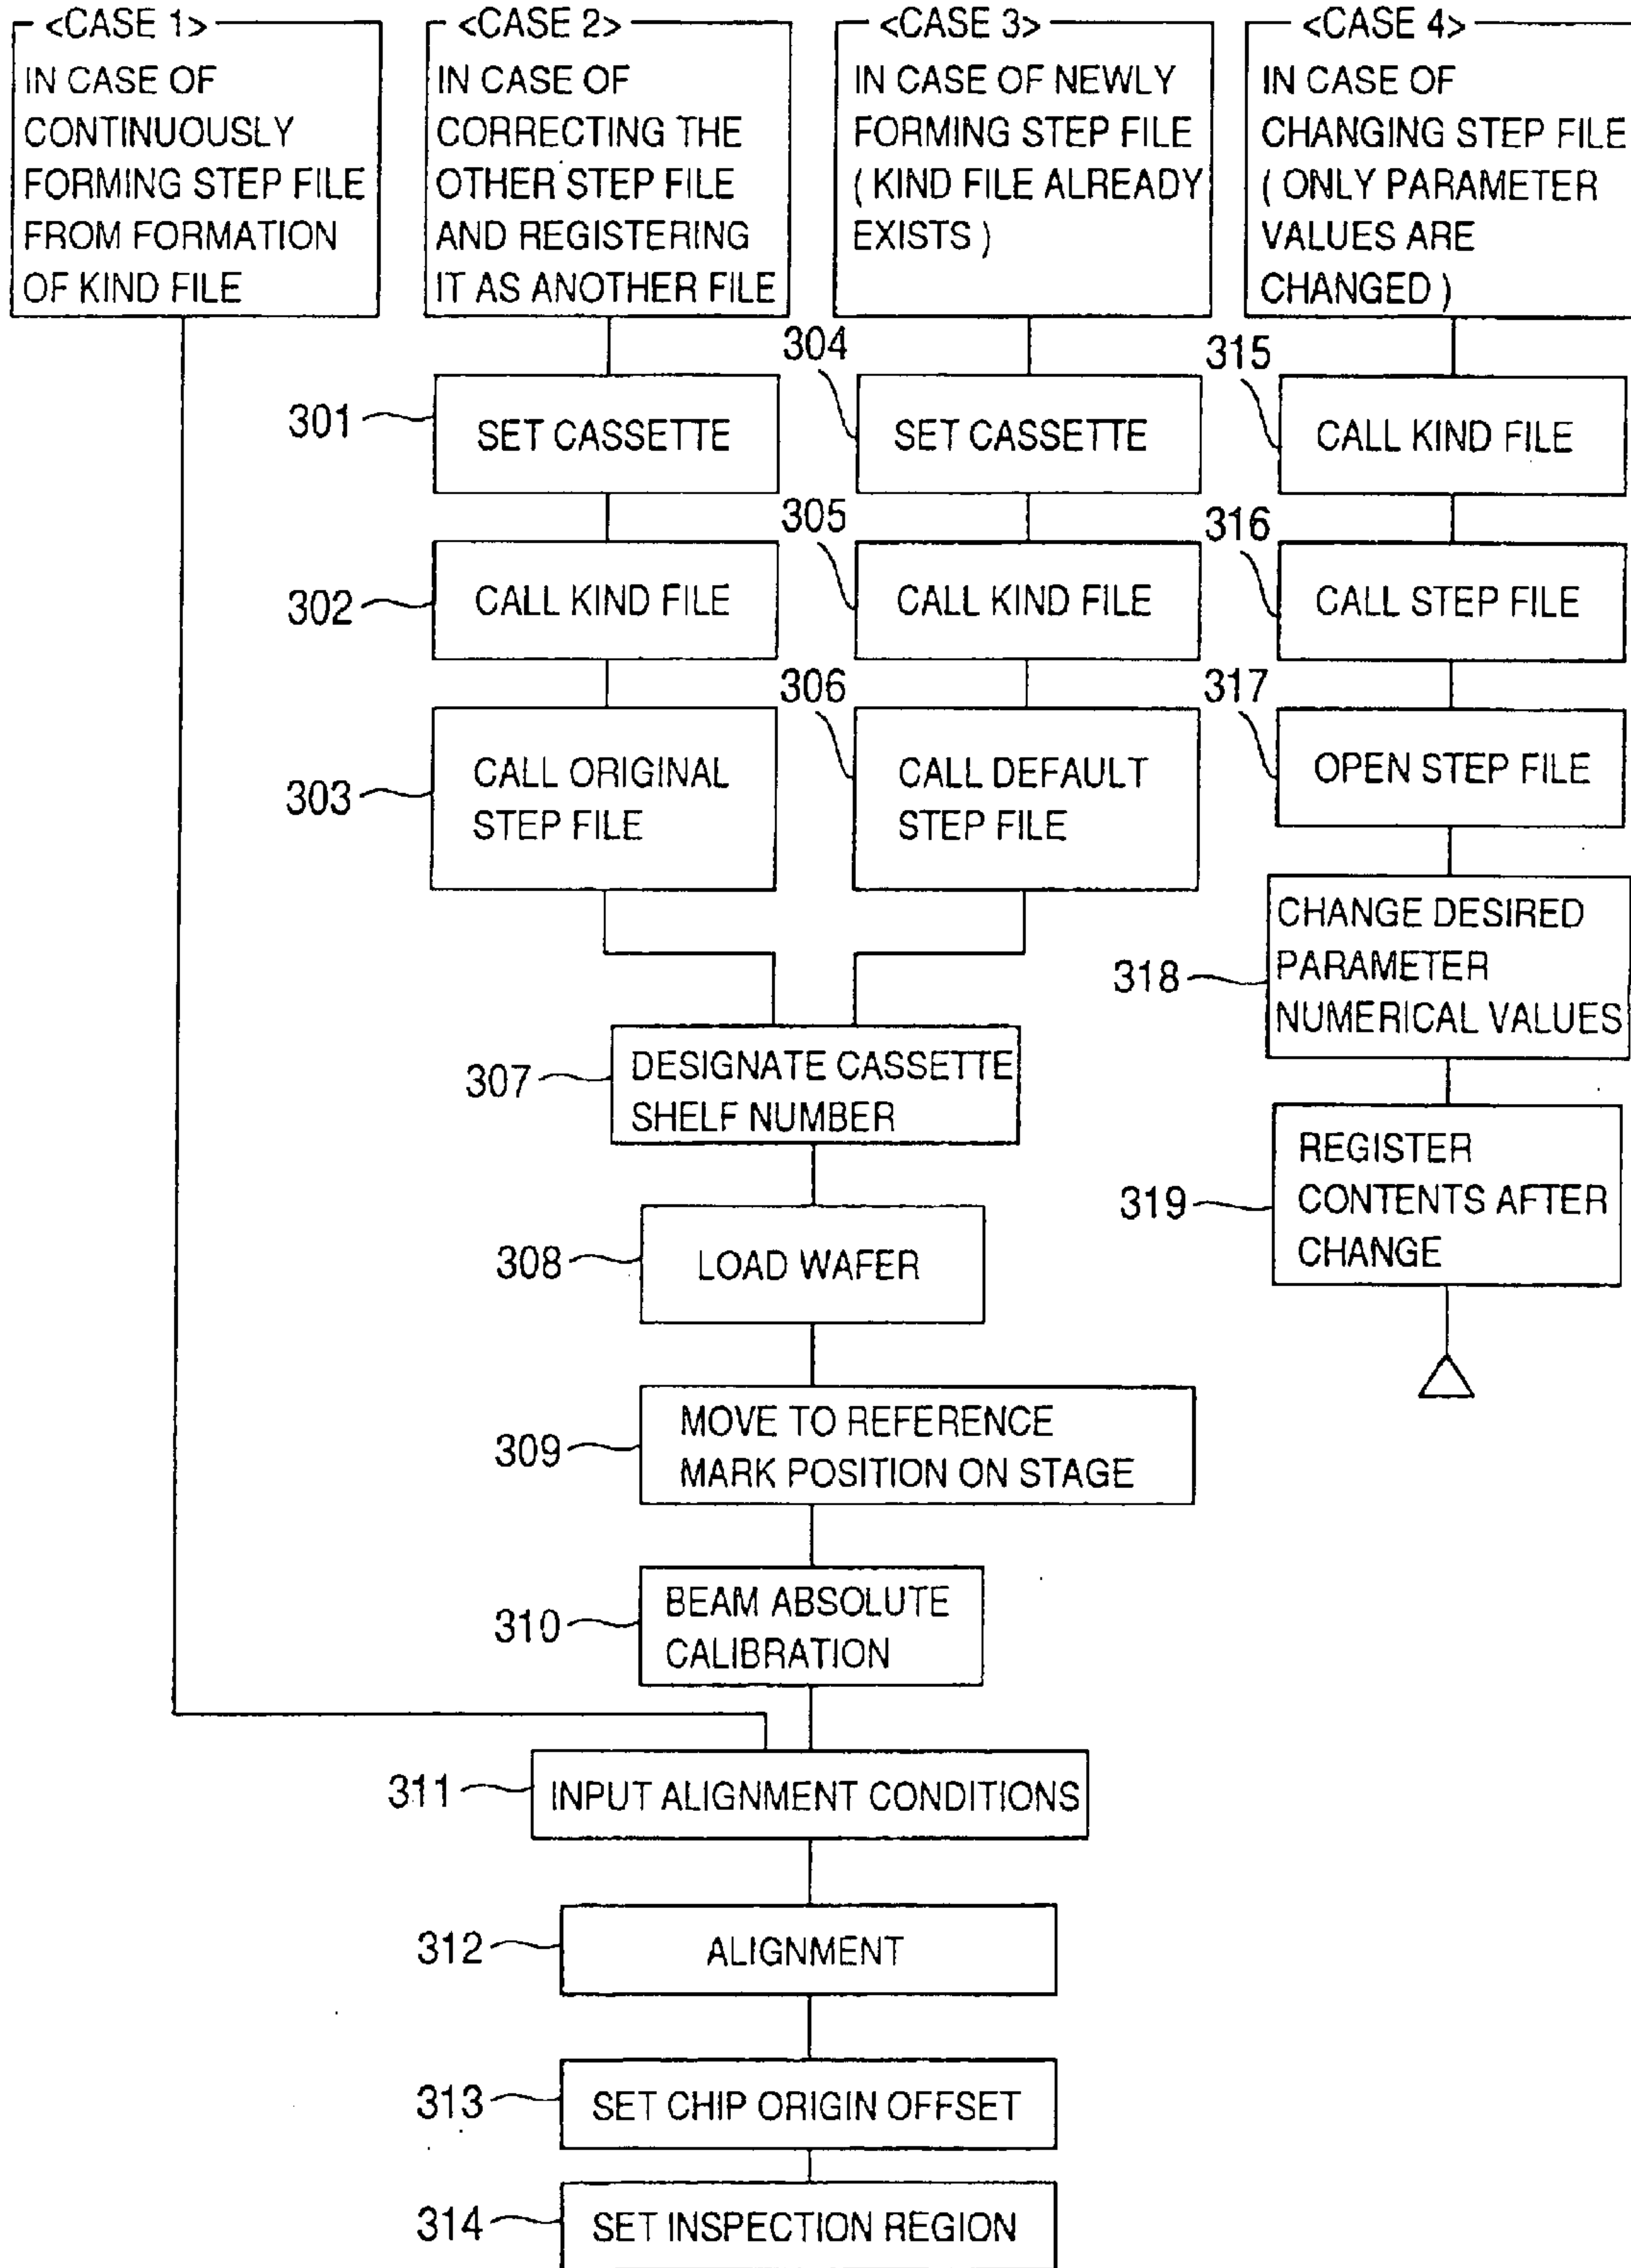 <CASE 1>
IN CASE OF
CONTINUOUSLY
FORMING STEP FILE
FROM FORMATION
OF KIND FILE
<CASE 2>
IN CASE OF
CORRECTING THE
OTHER STEP FILE
AND REGISTERING
IT AS ANOTHER FILE
<CASE 3>
IN CASE OF NEWLY
FORMING STEP FILE
( KIND FILE ALREADY
EXISTS )
<CASE 4>
IN CASE OF
CHANGING STEP FILE
( ONLY PARAMETER
VALUES ARE
CHANGED )
301
SET CASSETTE
302
CALL KIND FILE
303
CALL ORIGINAL
STEP FILE
304
SET CASSETTE
305
CALL KIND FILE
306
CALL DEFAULT
STEP FILE
315
CALL KIND FILE
316
CALL STEP FILE
317
OPEN STEP FILE
318
CHANGE DESIRED
PARAMETER
NUMERICAL VALUES
319
REGISTER
CONTENTS AFTER
CHANGE
307
DESIGNATE CASSETTE
SHELF NUMBER
308
LOAD WAFER
309
MOVE TO REFERENCE
MARK POSITION ON STAGE
310
BEAM ABSOLUTE
CALIBRATION
311
INPUT ALIGNMENT CONDITIONS
312
ALIGNMENT
313
SET CHIP ORIGIN OFFSET
314
SET INSPECTION REGION